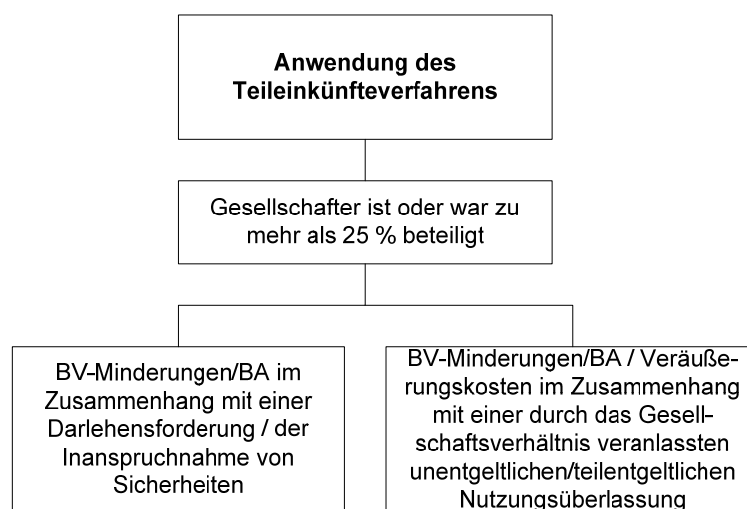 Anwendung des
Teileinkünfteverfahrens
Gesellschafter ist oder war zu
mehr als 25 % beteiligt
BV-Minderungen/BA im
Zusammenhang mit einer
Darlehensforderung / der
Inanspruchnahme von
Sicherheiten
BV-Minderungen/BA / Veräuße-
rungskosten im Zusammenhang
mit einer durch das Gesell-
schaftsverhältnis veranlassten
unentgeltlichen/teilentgeltlichen
Nutzungsüberlassung